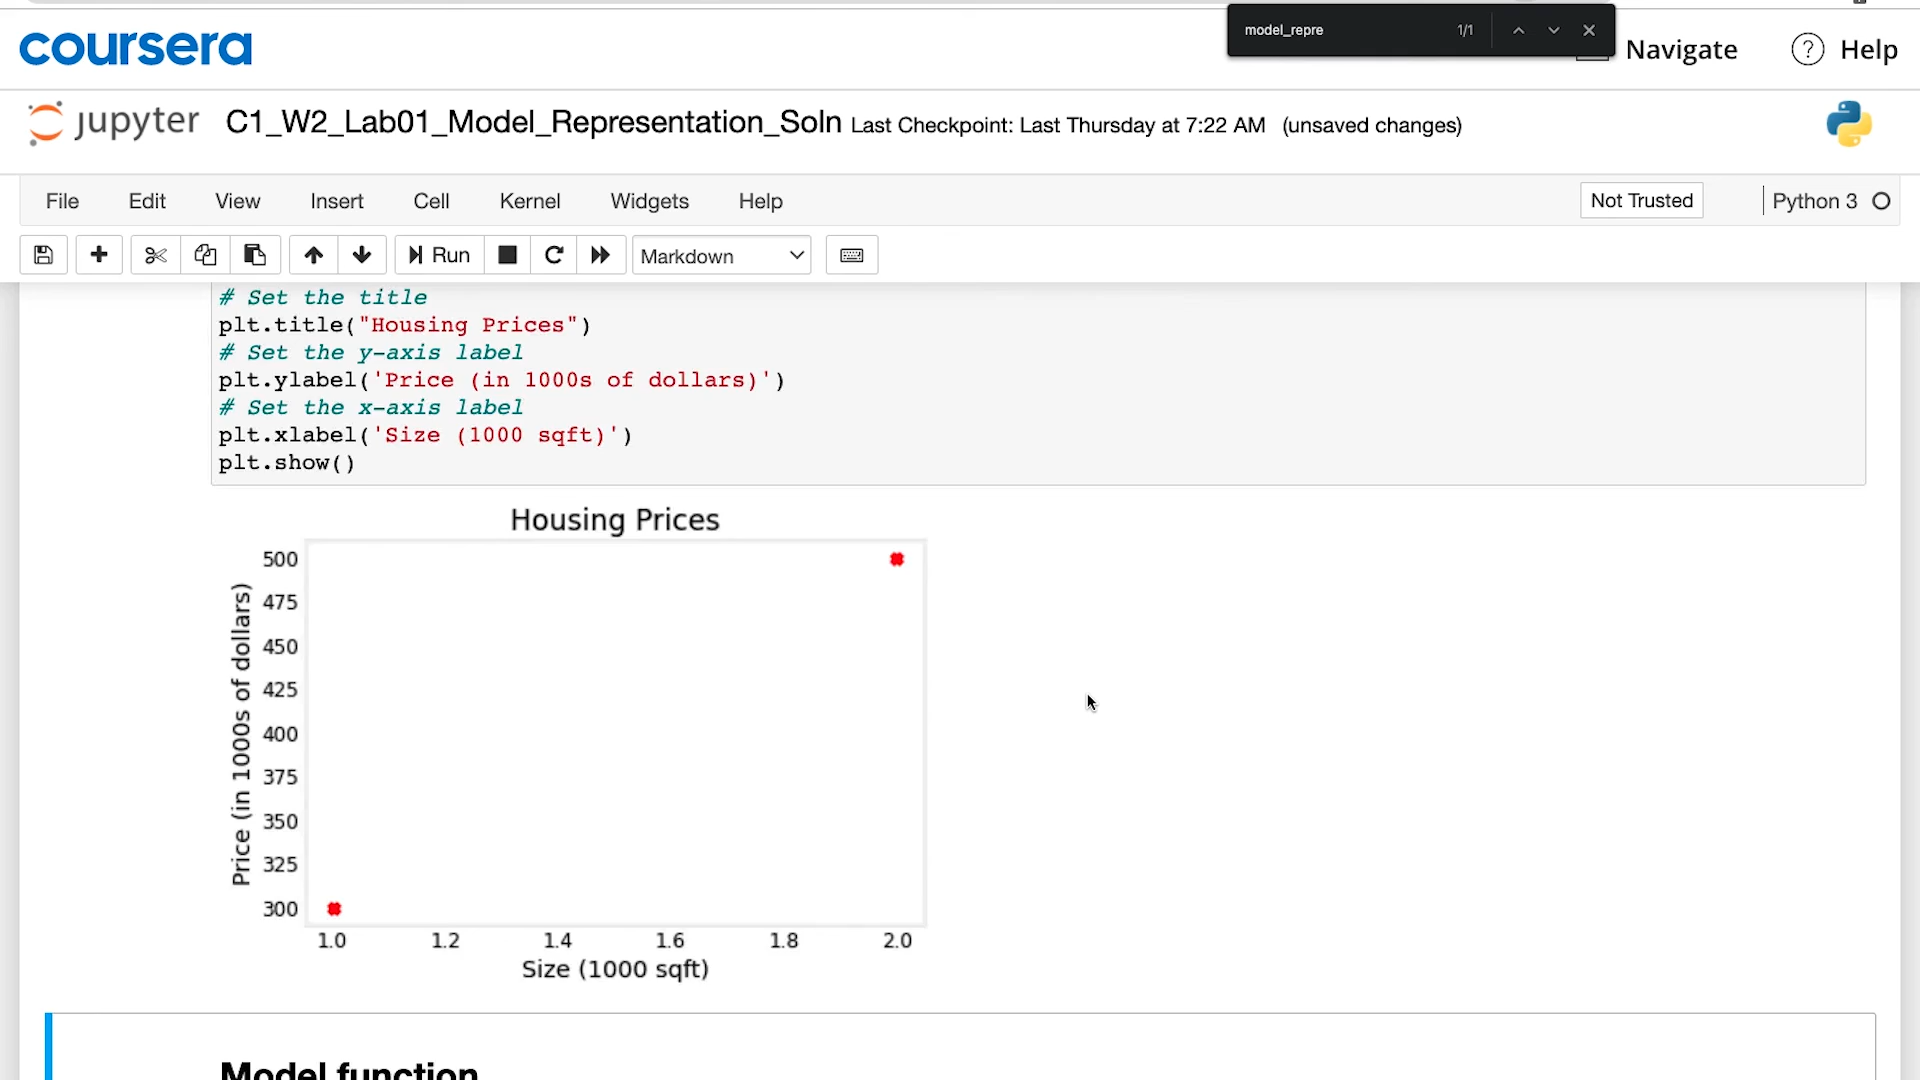 model_repre 1/1
coursera
Navigate
? Help
jupyter C1_W2_Lab01_Model_Representation_Soln Last Checkpoint: Last Thursday at 7:22 AM (unsaved changes)
File Edit View Insert Cell Kernel Widgets Help Not Trusted Python 3
Run Markdown
# Set the title
plt.title("Housing Prices")
# Set the y-axis label
plt.ylabel('Price (in 1000s of dollars)')
# Set the x-axis label
plt.xlabel('Size (1000 sqft)')
plt.show()
Housing Prices
Price (in 1000s of dollars)
500
475
450
425
400
375
350
325
300
1.0 1.2 1.4 1.6 1.8 2.0
Size (1000 sqft)
Model function